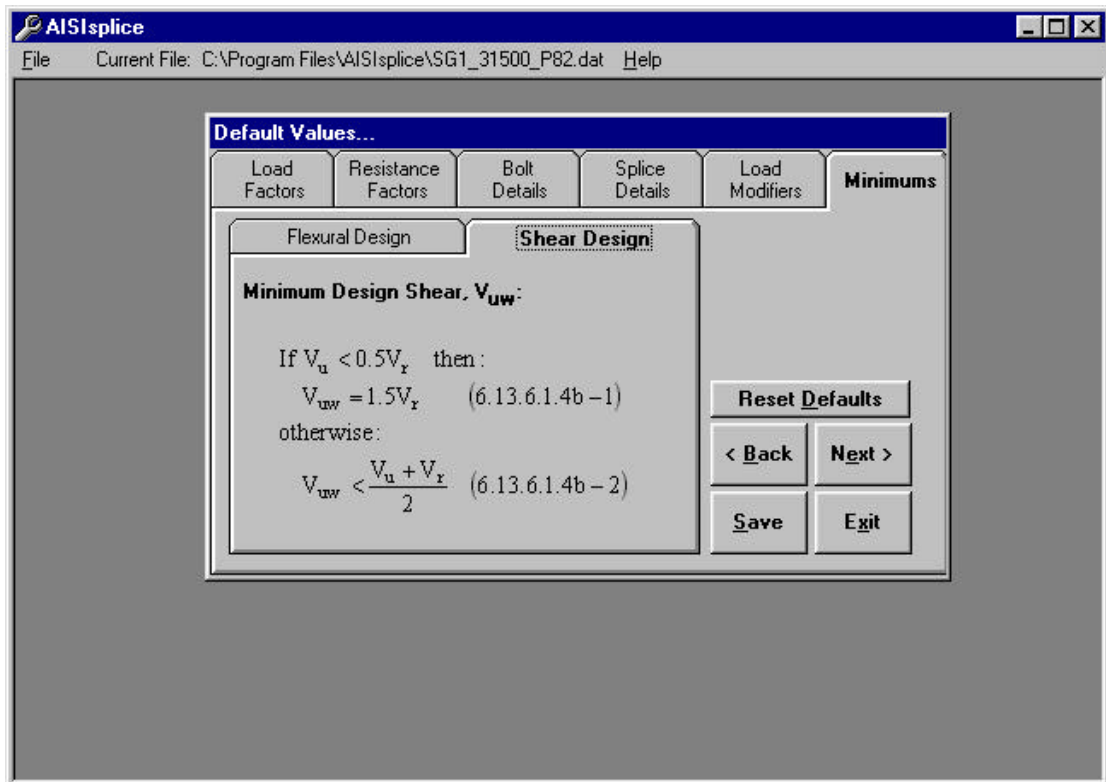 AISIsplice
File Current File: C:\Program Files\AISIsplice\SG1_31500_P82.dat Help
Default Values...
Load Factors
Resistance Factors
Bolt Details
Splice Details
Load Modifiers
Minimums
Flexural Design
Shear Design
Minimum Design Shear, Vuw:
If Vu < 0.5Vr then :
Vuw = 1.5Vr (6.13.6.1.4b – 1)
otherwise :
Vuw < (Vu + Vr)/2 (6.13.6.1.4b – 2)
Reset Defaults
< Back
Next >
Save
Exit